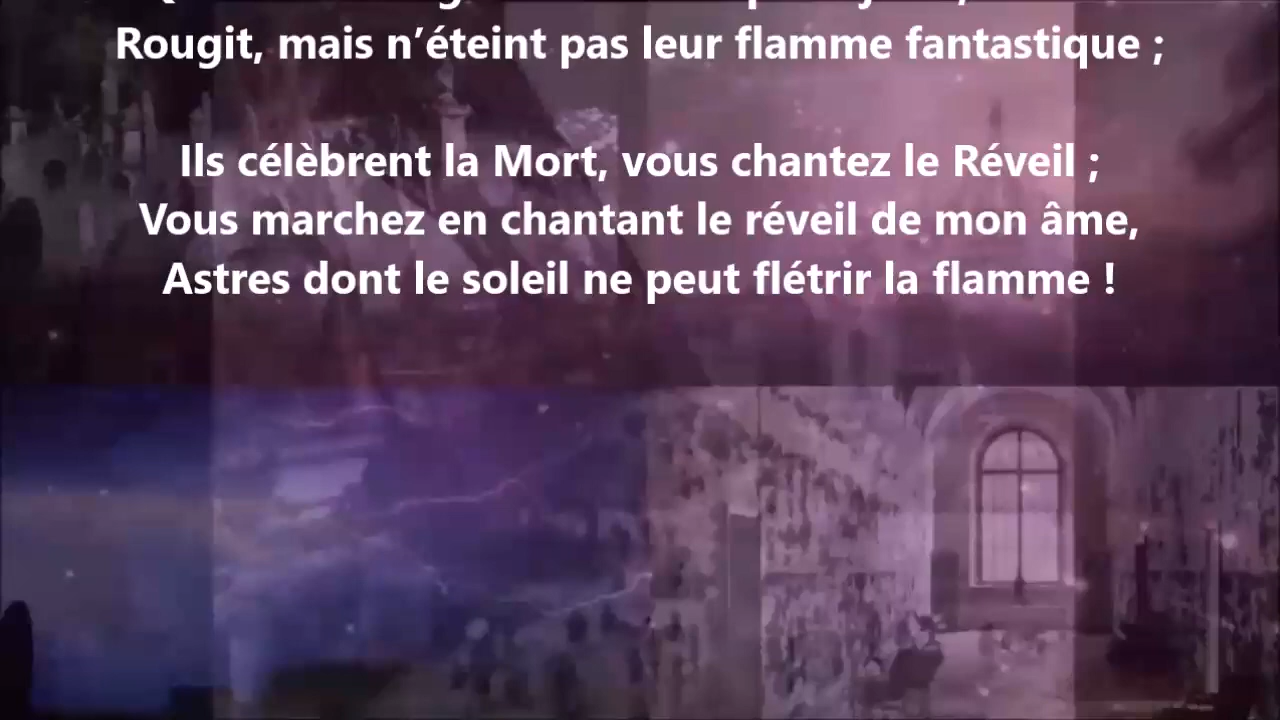 Rougit, mais n’éteint pas leur flamme fantastique ;
Ils célèbrent la Mort, vous chantez le Réveil ;
Vous marchez en chantant le réveil de mon âme,
Astres dont le soleil ne peut flétrir la flamme !